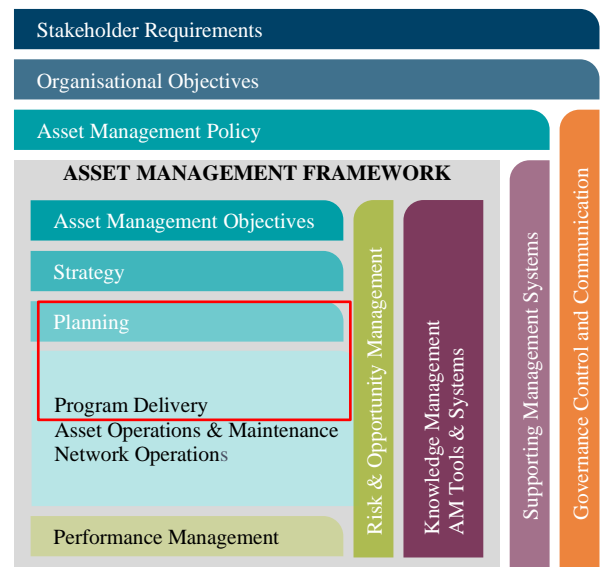 Stakeholder Requirements
Organisational Objectives
Asset Management Policy
ASSET MANAGEMENT FRAMEWORK
Asset Management Objectives
Strategy
Planning
Program Delivery
Asset Operations & Maintenance
Network Operations
Performance Management
Risk & Opportunity Management
Knowledge Management
AM Tools & Systems
Supporting Management Systems
Governance Control and Communication